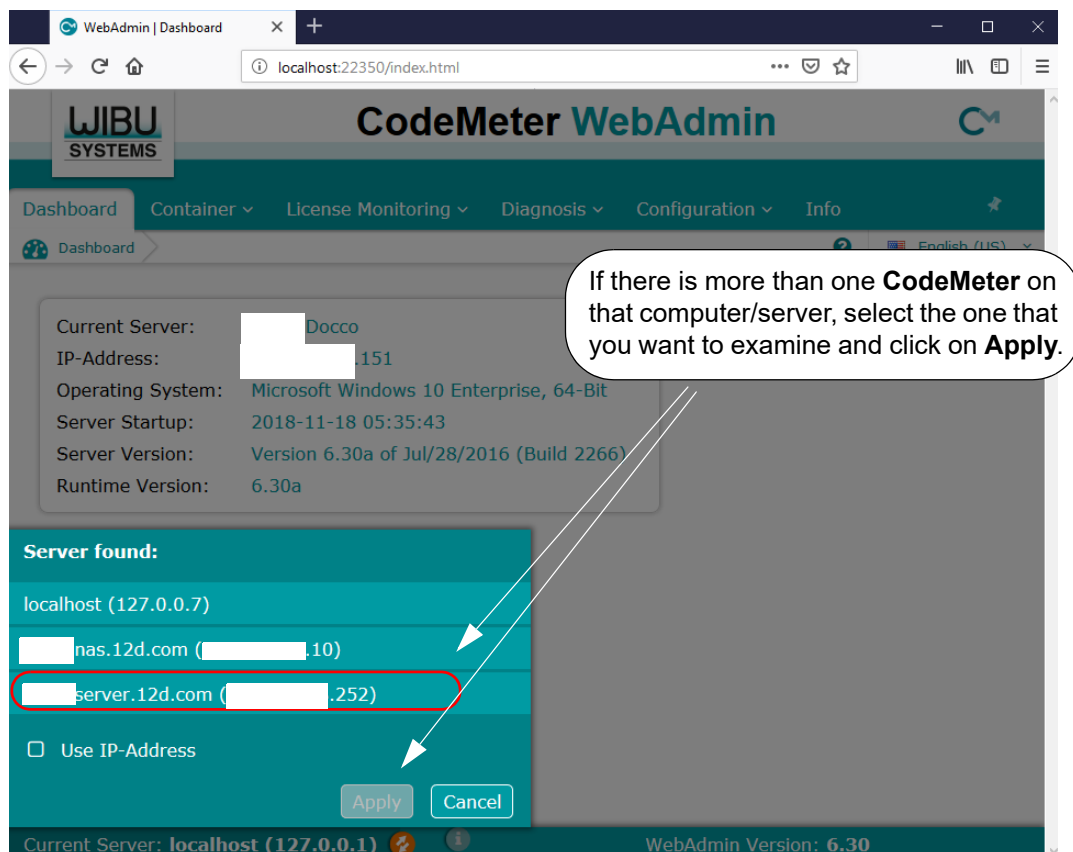 WebAdmin | Dashboard
localhost:22350/index.html
WIBU
SYSTEMS
CodeMeter WebAdmin
Dashboard Container License Monitoring Diagnosis Configuration Info
Dashboard
English (US)
If there is more than one CodeMeter on
that computer/server, select the one that
you want to examine and click on Apply.
Current Server: Docco
IP-Address: .151
Operating System: Microsoft Windows 10 Enterprise, 64-Bit
Server Startup: 2018-11-18 05:35:43
Server Version: Version 6.30a of Jul/28/2016 (Build 2266)
Runtime Version: 6.30a
Server found:
localhost (127.0.0.7)
nas.12d.com ( .10)
server.12d.com ( .252)
Use IP-Address
Apply Cancel
Current Server: localhost (127.0.0.1) WebAdmin Version: 6.30